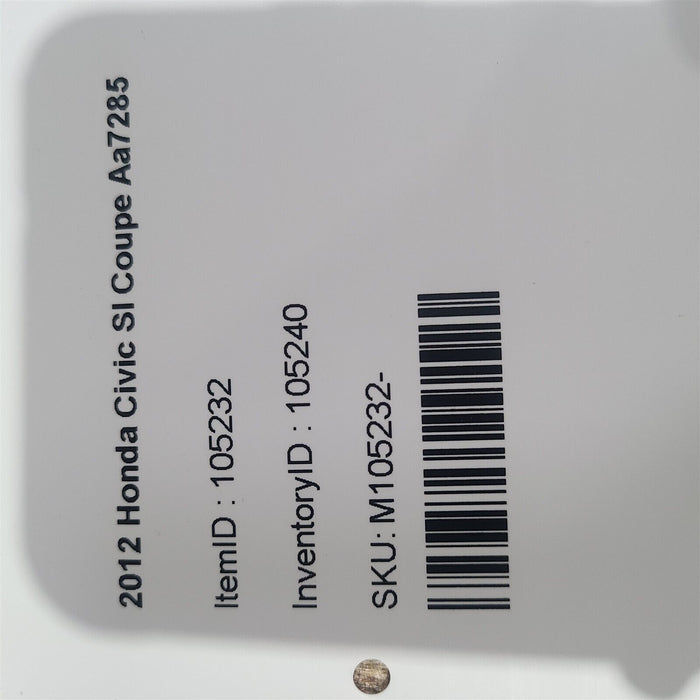 2012 Honda Civic SI Coupe Aa7285
ItemID : 105232
InventoryID : 105240
SKU: M105232-